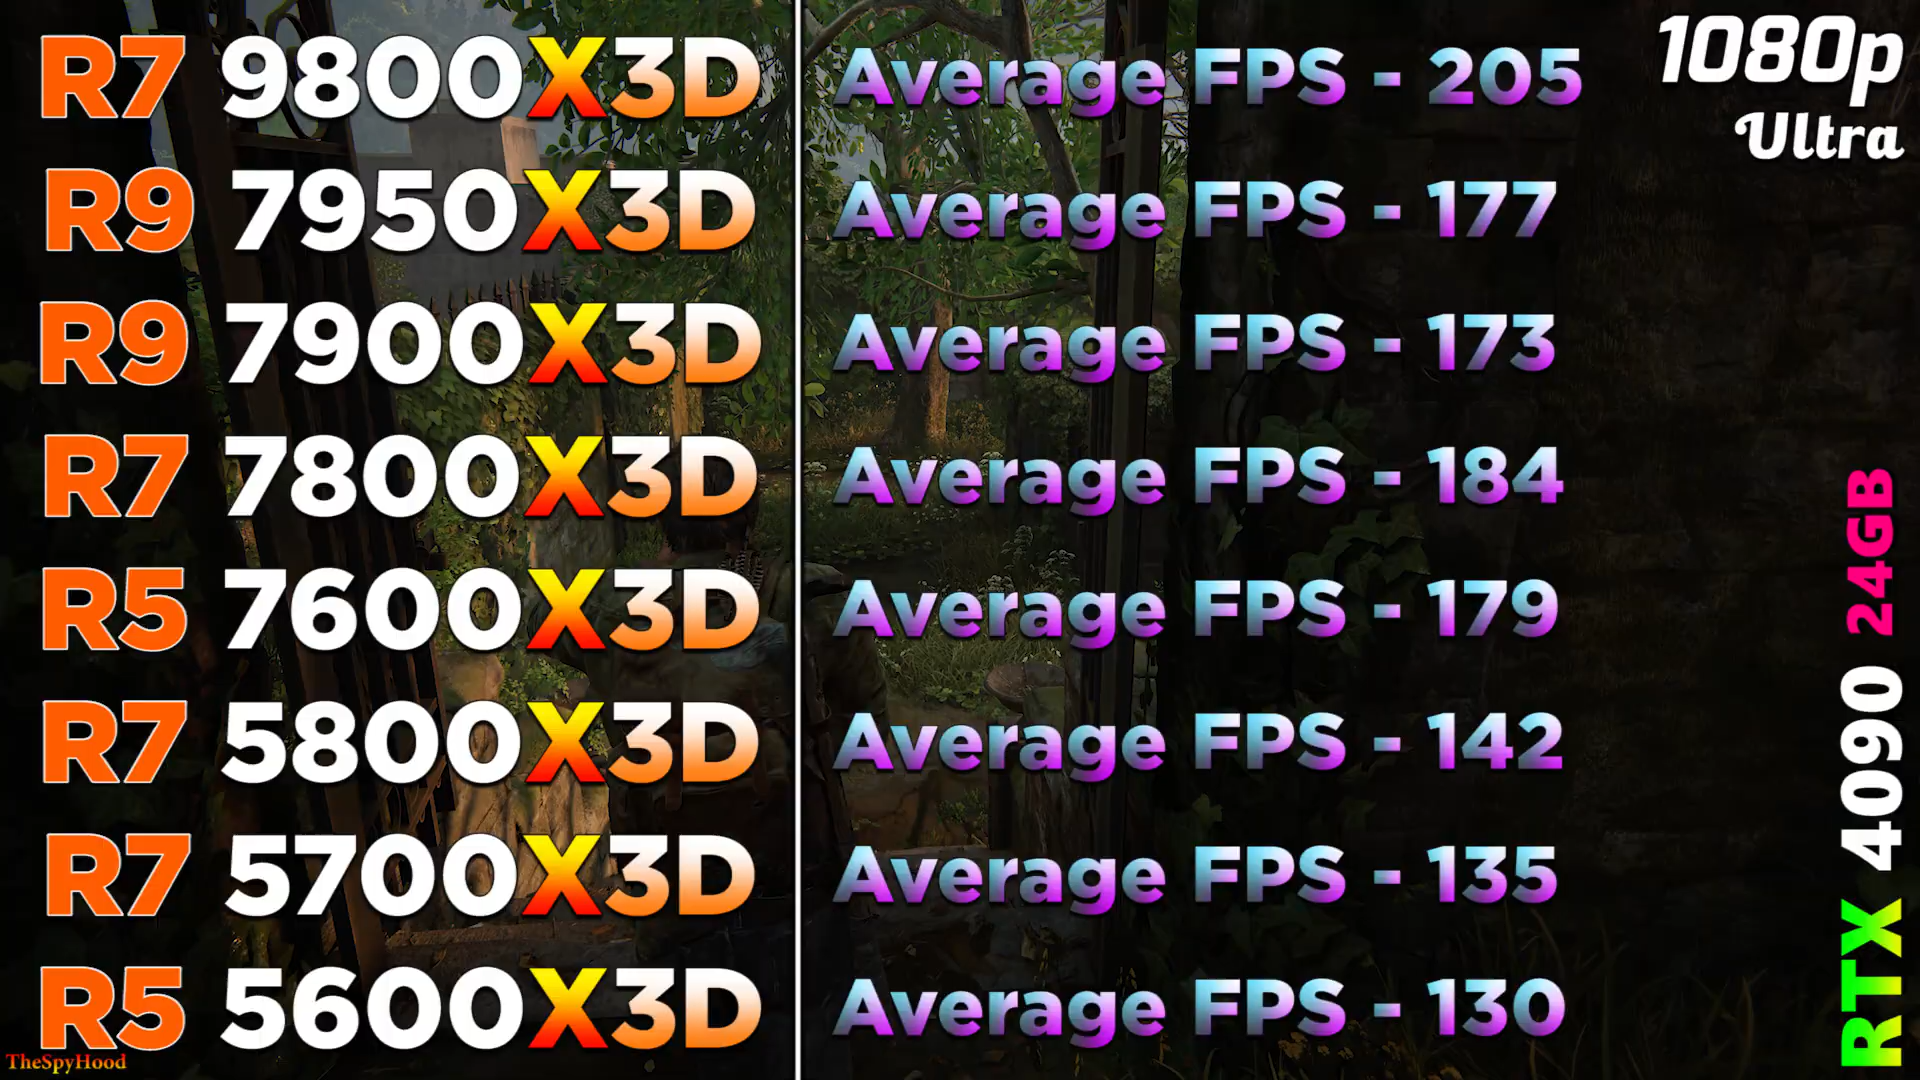 R7 9800X3D Average FPS - 205
R9 7950X3D Average FPS - 177
R9 7900X3D Average FPS - 173
R7 7800X3D Average FPS - 184
R5 7600X3D Average FPS - 179
R7 5800X3D Average FPS - 142
R7 5700X3D Average FPS - 135
R5 5600X3D Average FPS - 130
1080p
Ultra
RTX 4090 24GB
TheSpyHood